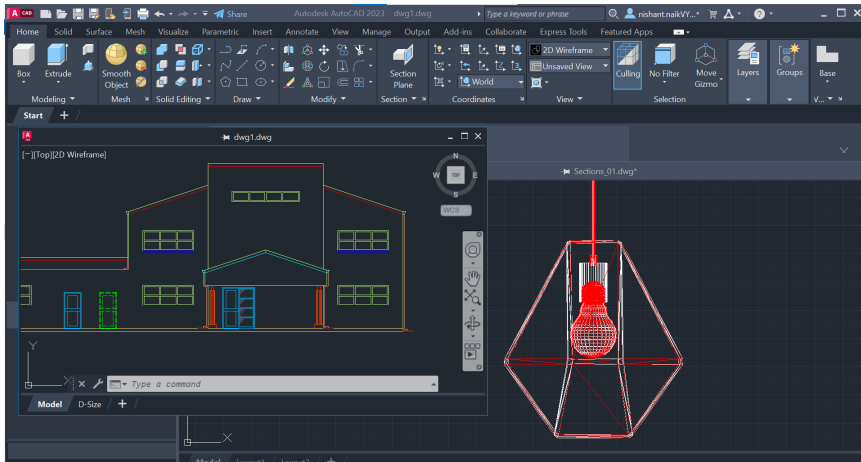 A CAD Share Autodesk AutoCAD 2023 dwg1.dwg Type a keyword or phrase nishant.naikVY...
Home Solid Surface Mesh Visualize Parametric Insert Annotate View Manage Output Add-ins Collaborate Express Tools Featured Apps
2D Wireframe
Unsaved View
World
Box Extrude Smooth Object Section Plane Culling No Filter Move Gizmo Layers Groups Base
Modeling Mesh Solid Editing Draw Modify Section Coordinates View Selection V...
Start +
dwg1.dwg
[−][Top][2D Wireframe]
N
W TOP E
S
WCS
Sections_01.dwg*
Y
X
Type a command
Model D-Size +
X
Model Layout1 Layout2 +